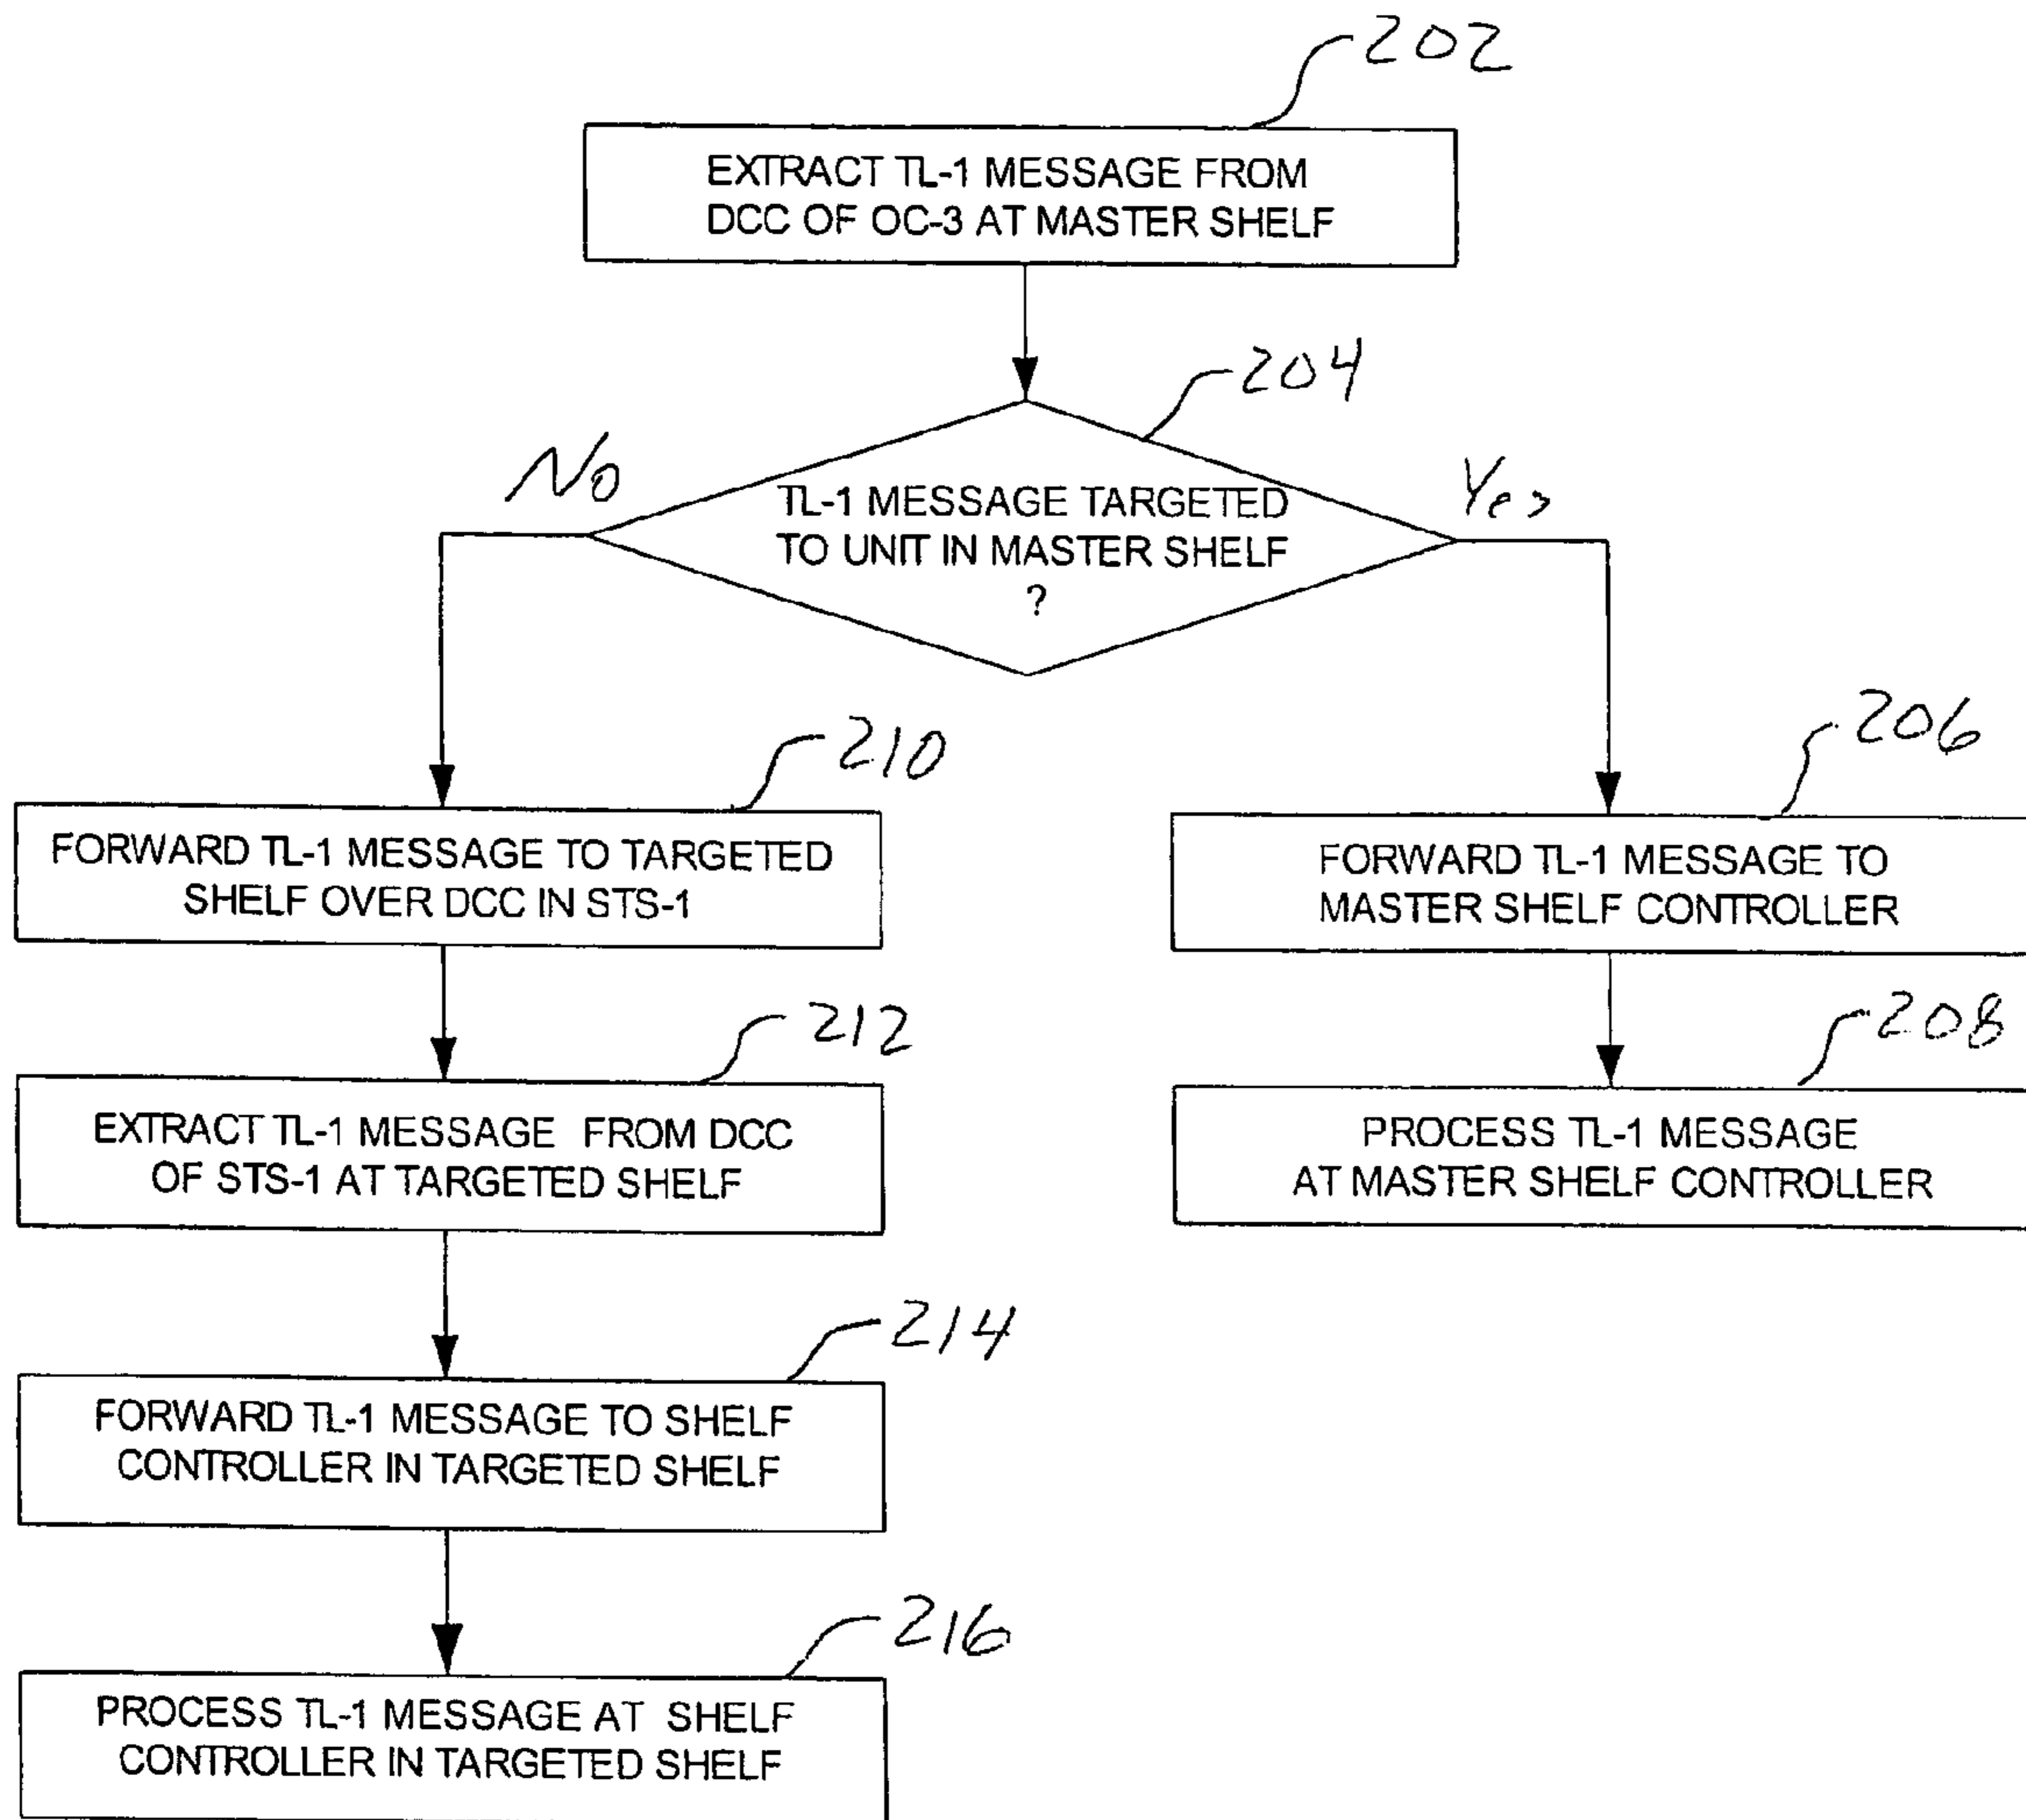 202
EXTRACT TL-1 MESSAGE FROM
DCC OF OC-3 AT MASTER SHELF
204
No
Yes
TL-1 MESSAGE TARGETED
TO UNIT IN MASTER SHELF
?
210
206
FORWARD TL-1 MESSAGE TO TARGETED
SHELF OVER DCC IN STS-1
FORWARD TL-1 MESSAGE TO
MASTER SHELF CONTROLLER
212
208
EXTRACT TL-1 MESSAGE FROM DCC
OF STS-1 AT TARGETED SHELF
PROCESS TL-1 MESSAGE
AT MASTER SHELF CONTROLLER
214
FORWARD TL-1 MESSAGE TO SHELF
CONTROLLER IN TARGETED SHELF
216
PROCESS TL-1 MESSAGE AT SHELF
CONTROLLER IN TARGETED SHELF